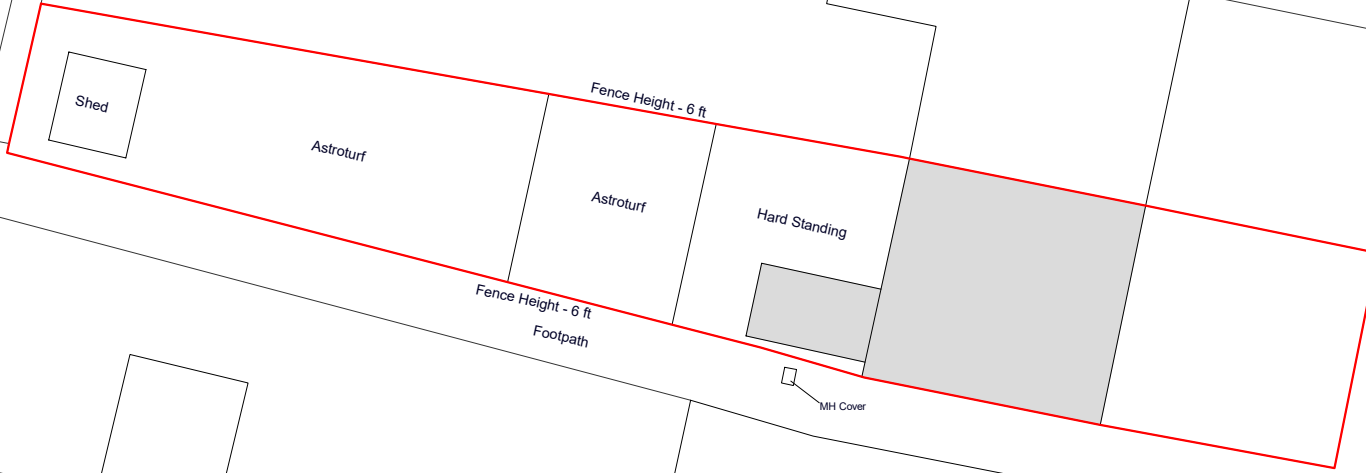 Fence Height - 6 ft
Shed
Astroturf
Astroturf
Hard Standing
Fence Height - 6 ft
Footpath
MH Cover